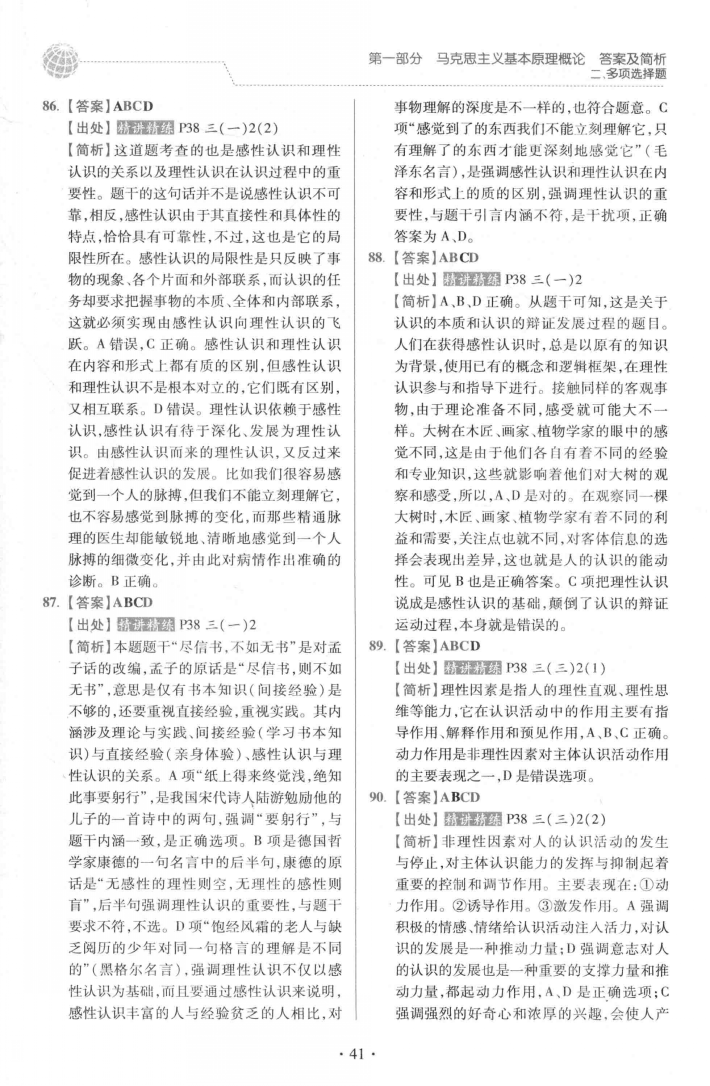 第一部分 马克思主义基本原理概论 答案及简析
二、多项选择题
86.【答案】ABCD
【出处】精讲精练 P38 三(一)2(2)
【简析】这道题考查的也是感性认识和理性
认识的关系以及理性认识在认识过程中的重
要性。题干的这句话并不是说感性认识不可
靠,相反,感性认识由于其直接性和具体性的
特点,恰恰具有可靠性,不过,这也是它的局
限性所在。感性认识的局限性是只反映了事
物的现象、各个片面和外部联系,而认识的任
务却要求把握事物的本质、全体和内部联系,
这就必须实现由感性认识向理性认识的飞
跃。A 错误,C 正确。感性认识和理性认识
在内容和形式上都有质的区别,但感性认识
和理性认识不是根本对立的,它们既有区别,
又相互联系。D 错误。理性认识依赖于感性
认识,感性认识有待于深化、发展为理性认
识。由感性认识而来的理性认识,又反过来
促进着感性认识的发展。比如我们很容易感
觉到一个人的脉搏,但我们不能立刻理解它,
也不容易感觉到脉搏的变化,而那些精通脉
理的医生却能敏锐地、清晰地感觉到一个人
脉搏的细微变化,并由此对病情作出准确的
诊断。B 正确。
87.【答案】ABCD
【出处】精讲精练 P38 三(一)2
【简析】本题题干“尽信书,不如无书”是对孟
子话的改编,孟子的原话是“尽信书,则不如
无书”,意思是仅有书本知识(间接经验)是
不够的,还要重视直接经验,重视实践。其内
涵涉及理论与实践、间接经验(学习书本知
识)与直接经验(亲身体验)、感性认识与理
性认识的关系。A 项“纸上得来终觉浅,绝知
此事要躬行”,是我国宋代诗人陆游勉励他的
儿子的一首诗中的两句,强调“要躬行”,与
题干内涵一致,是正确选项。B 项是德国哲
学家康德的一句名言中的后半句,康德的原
话是“无感性的理性则空,无理性的感性则
盲”,后半句强调理性认识的重要性,与题干
要求不符,不选。D 项“饱经风霜的老人与缺
乏阅历的少年对同一句格言的理解是不同
的”(黑格尔名言),强调理性认识不仅以感
性认识为基础,而且要通过感性认识来说明,
感性认识丰富的人与经验贫乏的人相比,对
事物理解的深度是不一样的,也符合题意。C
项“感觉到了的东西我们不能立刻理解它,只
有理解了的东西才能更深刻地感觉它”(毛
泽东名言),是强调感性认识和理性认识在内
容和形式上的质的区别,强调理性认识的重
要性,与题干引言内涵不符,是干扰项,正确
答案为 A、D。
88.【答案】ABCD
【出处】精讲精练 P38 三(一)2
【简析】A、B、D 正确。从题干可知,这是关于
认识的本质和认识的辩证发展过程的题目。
人们在获得感性认识时,总是以原有的知识
为背景,使用已有的概念和逻辑框架,在理性
认识参与和指导下进行。接触同样的客观事
物,由于理论准备不同,感受就可能大不一
样。大树在木匠、画家、植物学家的眼中的感
觉不同,这是由于他们各自有着不同的经验
和专业知识,这些就影响着他们对大树的观
察和感受,所以,A、D 是对的。在观察同一棵
大树时,木匠、画家、植物学家有着不同的利
益和需要,关注点也就不同,对客体信息的选
择会表现出差异,这也就是人的认识的能动
性。可见 B 也是正确答案。C 项把理性认识
说成是感性认识的基础,颠倒了认识的辩证
运动过程,本身就是错误的。
89.【答案】ABCD
【出处】精讲精练 P38 三(三)2(1)
【简析】理性因素是指人的理性直观、理性思
维等能力,它在认识活动中的作用主要有指
导作用、解释作用和预见作用,A、B、C 正确。
动力作用是非理性因素对主体认识活动作用
的主要表现之一,D 是错误选项。
90.【答案】ABCD
【出处】精讲精练 P38 三(三)2(2)
【简析】非理性因素对人的认识活动的发生
与停止,对主体认识能力的发挥与抑制起着
重要的控制和调节作用。主要表现在:①动
力作用。②诱导作用。③激发作用。A 强调
积极的情感、情绪给认识活动注入活力,对认
识的发展是一种推动力量;D 强调意志对人
的认识的发展也是一种重要的支撑力量和推
动力量,都起动力作用,A、D 是正确选项;C
强调强烈的好奇心和浓厚的兴趣,会使人产
· 41 ·